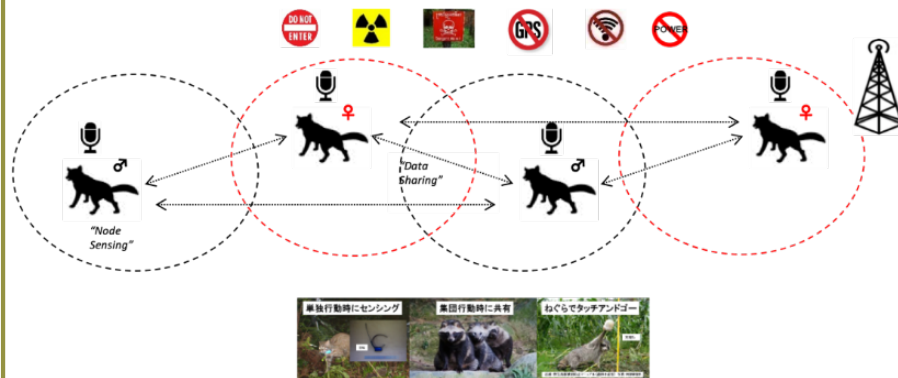 DO NOT
ENTER
GPS
POWER
♀
♀
♂
♂
"Data
Sharing"
"Node
Sensing"
単独行動時にセンシング
集団行動時に共有
ねぐらでタッチアンドゴー